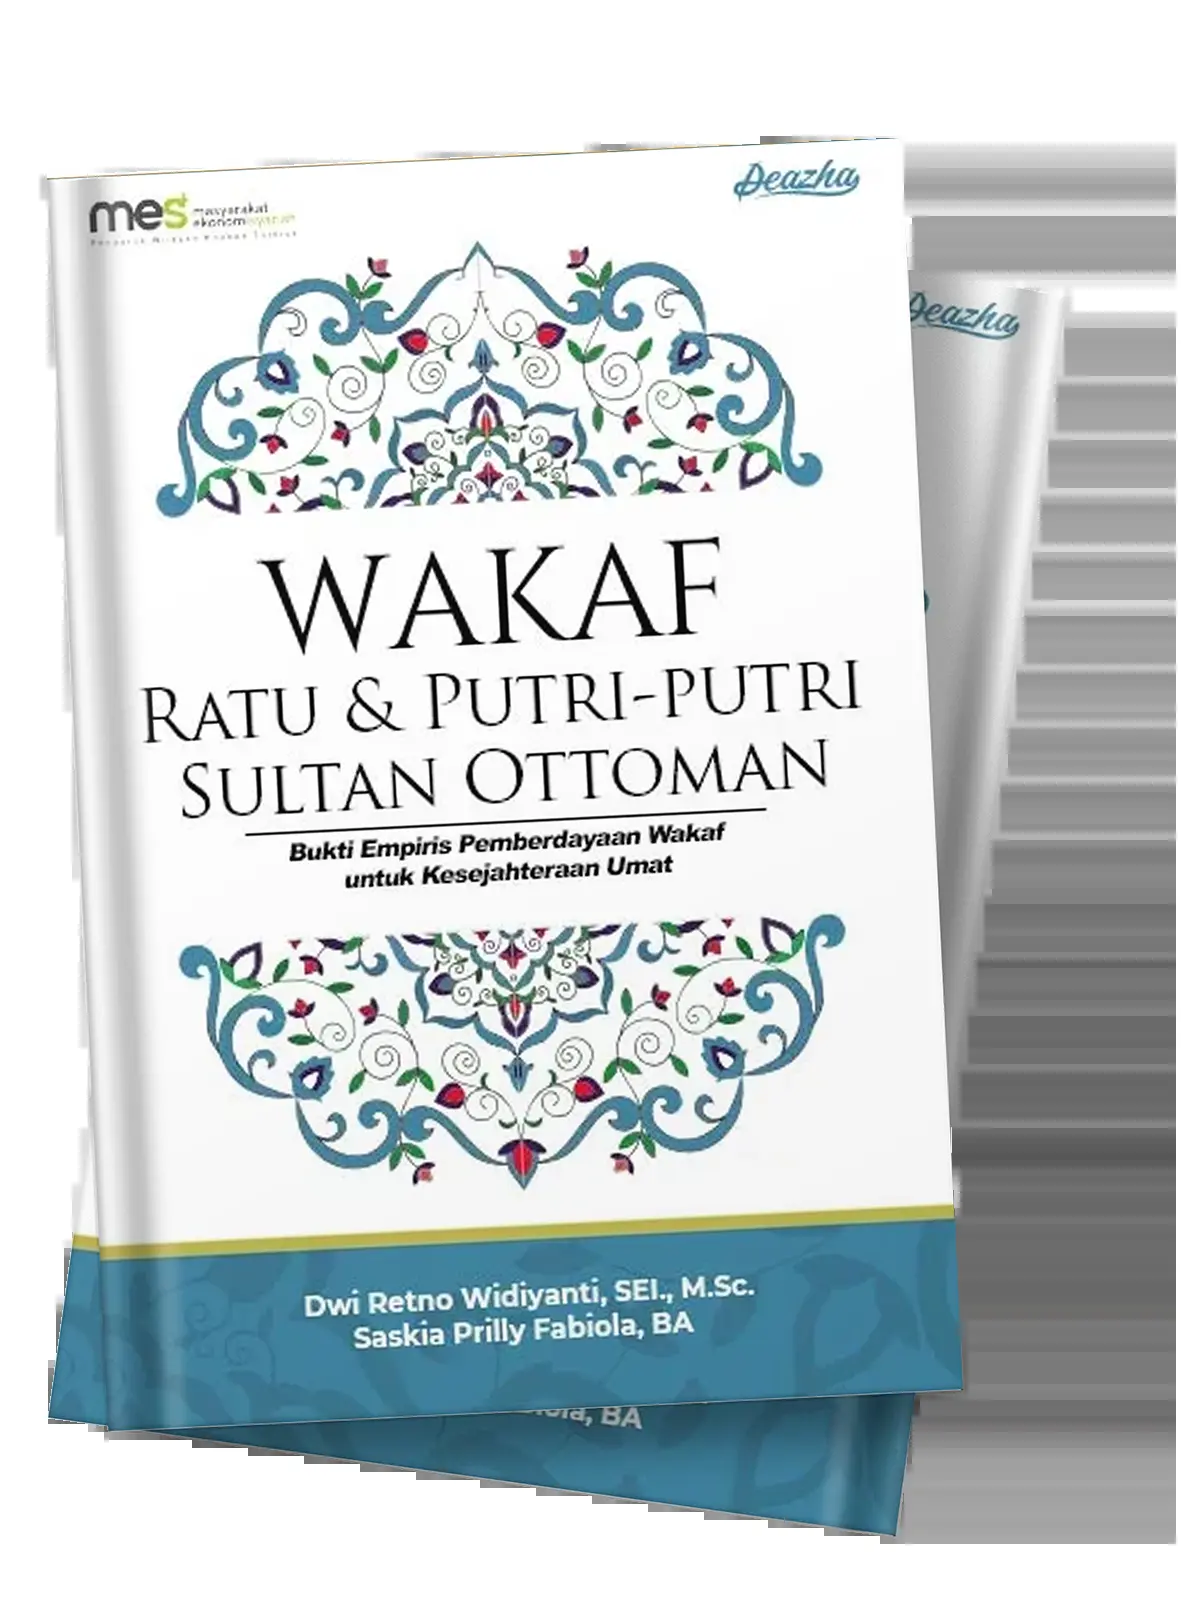 mes
masyarakat
ekonomi syariah
Deazha
Deazha
WAKAF
RATU & PUTRI-PUTRI
SULTAN OTTOMAN
Bukti Empiris Pemberdayaan Wakaf
untuk Kesejahteraan Umat
Dwi Retno Widiyanti, SEI., M.Sc.
Saskia Prilly Fabiola, BA
BA